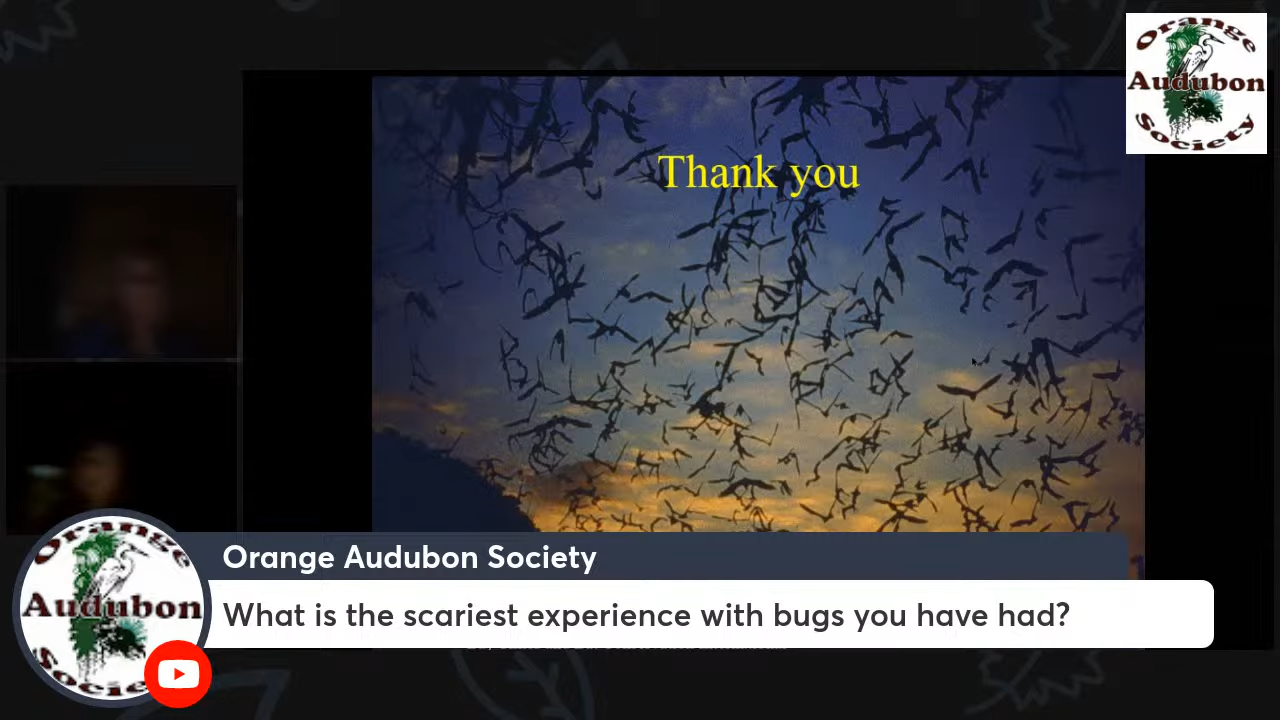 Orange
Audubon
Society
Thank you
Orange Audubon Society
What is the scariest experience with bugs you have had?
Orange
Audubon
Society